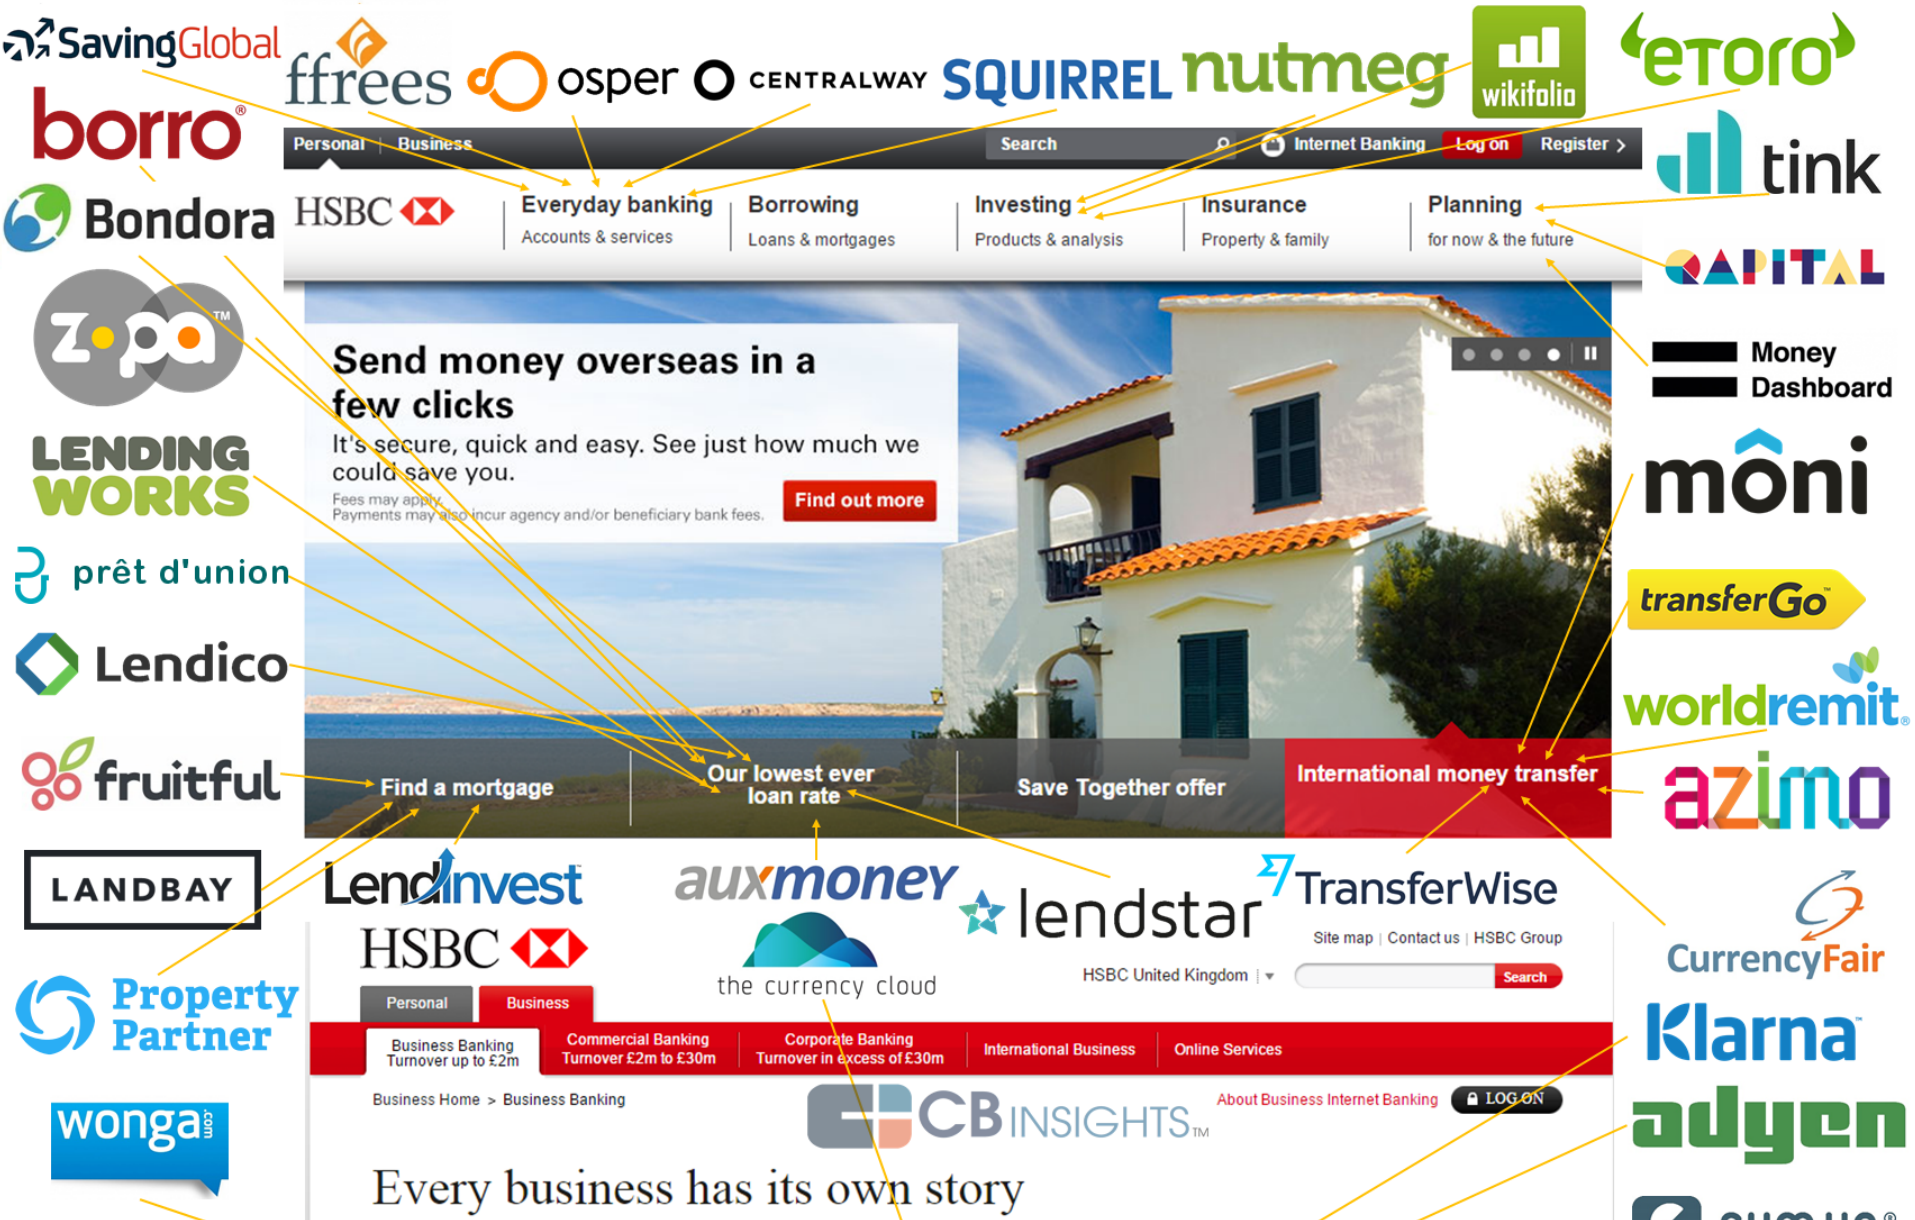 SavingGlobal
ffrees
osper
CENTRALWAY
SQUIRREL
nutmeg
wikifolio
eToro
borro®
Personal
Business
Search
Internet Banking
Log on
Register
tink
Bondora
HSBC
Everyday banking
Accounts & services
Borrowing
Loans & mortgages
Investing
Products & analysis
Insurance
Property & family
Planning
for now & the future
QAPITAL
zopa™
Send money overseas in a
few clicks
It's secure, quick and easy. See just how much we
could save you.
Fees may apply.
Payments may also incur agency and/or beneficiary bank fees.
Find out more
Money
Dashboard
LENDING
WORKS
môni
prêt d'union
transferGo™
Lendico
worldremit®
fruitful
Find a mortgage
Our lowest ever
loan rate
Save Together offer
International money transfer
azimo
LANDBAY
LendInvest
auxmoney
lendstar
TransferWise
CurrencyFair
HSBC
the currency cloud
Site map | Contact us | HSBC Group
HSBC United Kingdom
Search
Property
Partner
Personal
Business
Klarna™
Business Banking
Turnover up to £2m
Commercial Banking
Turnover £2m to £30m
Corporate Banking
Turnover in excess of £30m
International Business
Online Services
Business Home > Business Banking
CB INSIGHTS™
About Business Internet Banking
LOG ON
wonga.com
adyen
Every business has its own story